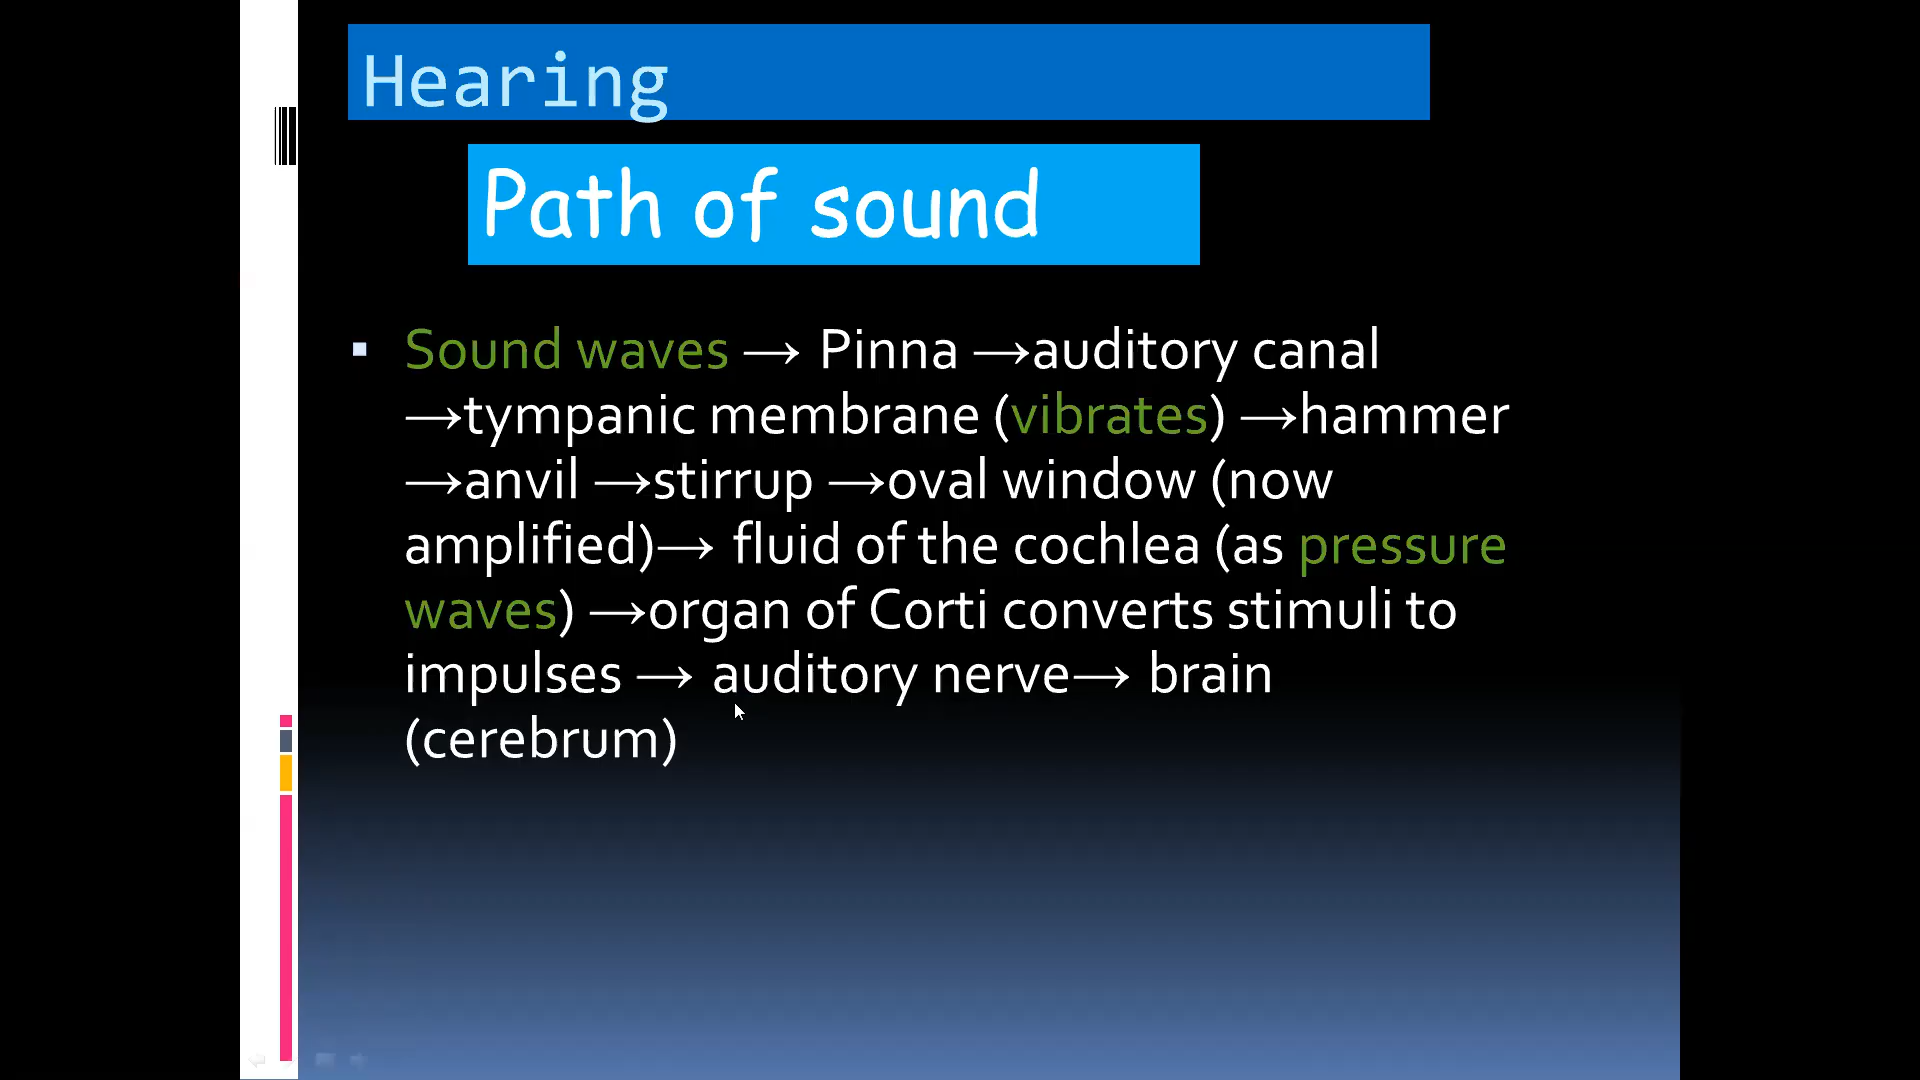 Hearing
Path of sound
▪ Sound waves → Pinna →auditory canal
→tympanic membrane (vibrates) →hammer
→anvil →stirrup →oval window (now
amplified)→ fluid of the cochlea (as pressure
waves) →organ of Corti converts stimuli to
impulses → auditory nerve→ brain
(cerebrum)